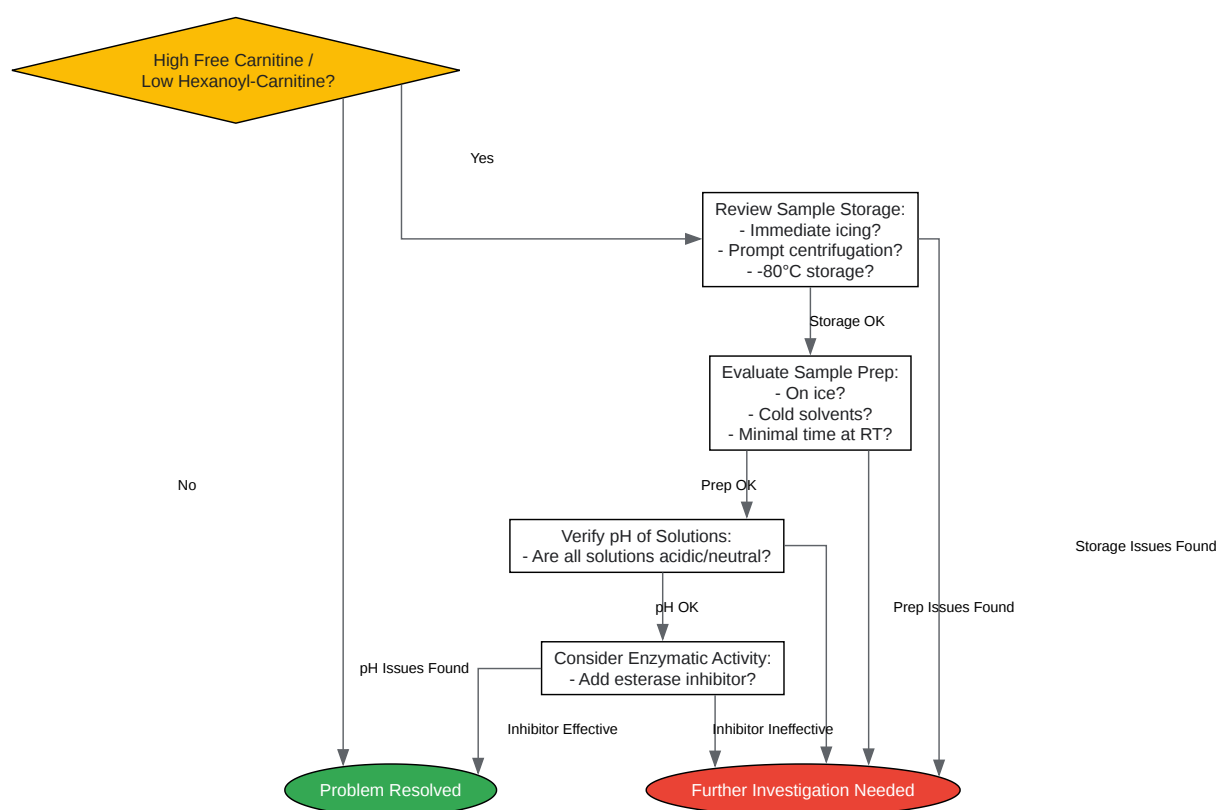 High Free Carnitine /
Low Hexanoyl-Carnitine?
Yes
Review Sample Storage:
- Immediate icing?
- Prompt centrifugation?
- -80°C storage?
Storage OK
Evaluate Sample Prep:
- On ice?
- Cold solvents?
- Minimal time at RT?
No
Prep OK
Verify pH of Solutions:
- Are all solutions acidic/neutral?
Storage Issues Found
pH OK
Prep Issues Found
Consider Enzymatic Activity:
- Add esterase inhibitor?
pH Issues Found
Inhibitor Effective
Inhibitor Ineffective
Problem Resolved
Further Investigation Needed